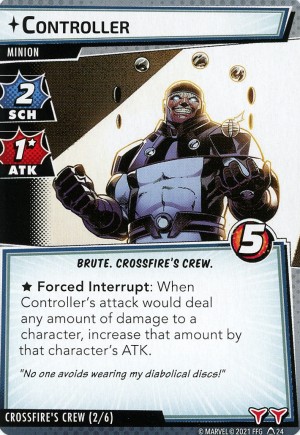 CONTROLLER
MINION
2
SCH
1★
ATK
5
BRUTE. CROSSFIRE'S CREW.
★ Forced Interrupt: When
Controller's attack would deal
any amount of damage to a
character, increase that amount by
that character's ATK.
"No one avoids wearing my diabolical discs!"
CROSSFIRE'S CREW (2/6)
© MARVEL © 2021 FFG 24